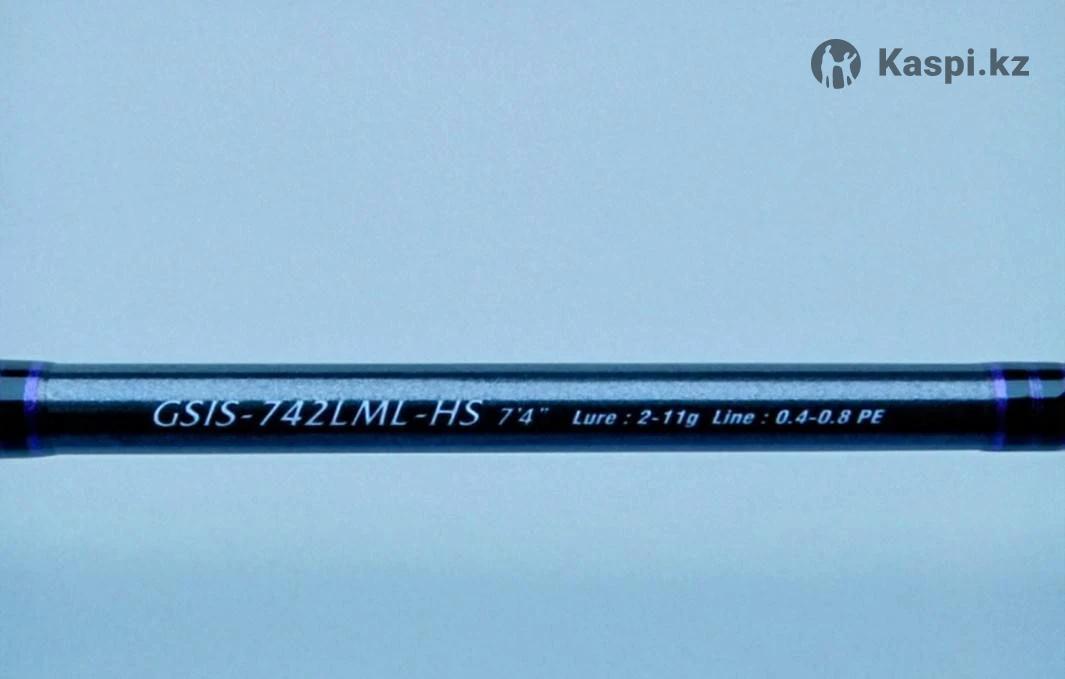 Kaspi.kz
GSIS-742LML-HS 7'4" Lure : 2-11g Line : 0.4-0.8 PE